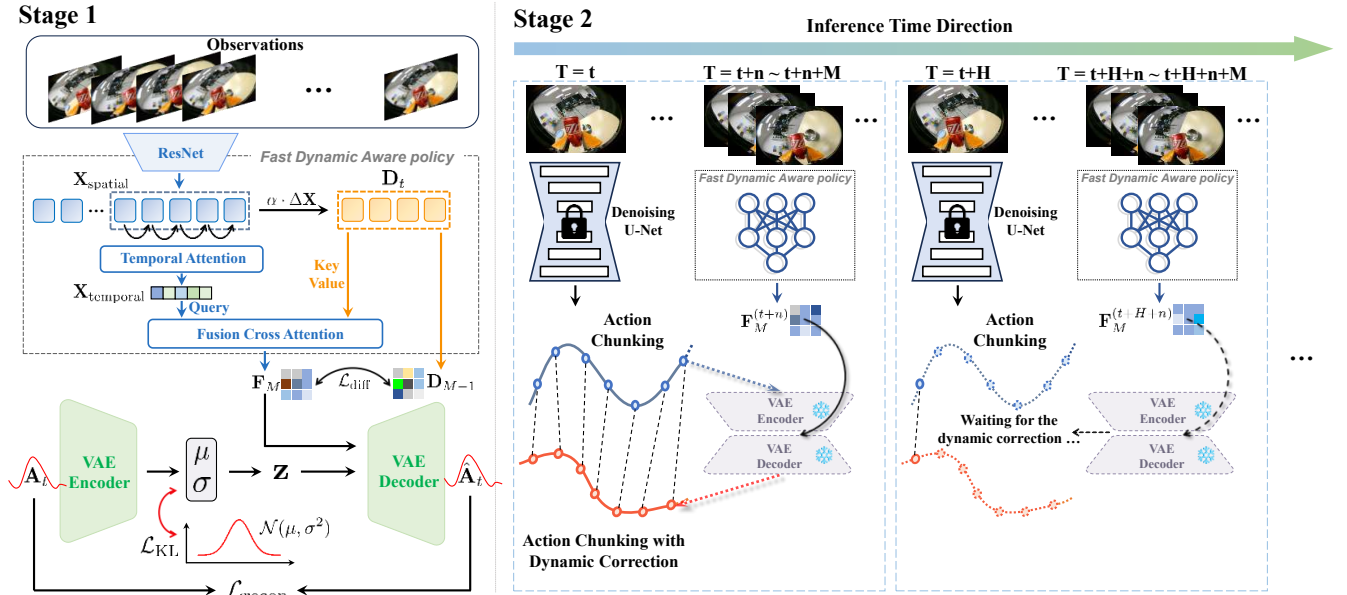 Stage 1
Observations
...
ResNet
Fast Dynamic Aware policy
X_spatial
...
α · ΔX
D_t
Temporal Attention
Key
Value
X_temporal
Query
Fusion Cross Attention
F_M
L_diff
D_{M-1}
VAE
Encoder
A_t
μ
σ
Z
VAE
Decoder
Â_t
L_KL
N(μ, σ²)
Stage 2
Inference Time Direction
T = t
T = t+n ~ t+n+M
...
...
Denoising
U-Net
Fast Dynamic Aware policy
Action
Chunking
F_M^{(t+n)}
VAE
Encoder
VAE
Decoder
Action Chunking with
Dynamic Correction
T = t+H
T = t+H+n ~ t+H+n+M
...
...
Denoising
U-Net
Fast Dynamic Aware policy
Action
Chunking
F_M^{(t+H+n)}
VAE
Encoder
Waiting for the
dynamic correction ...
VAE
Decoder
...